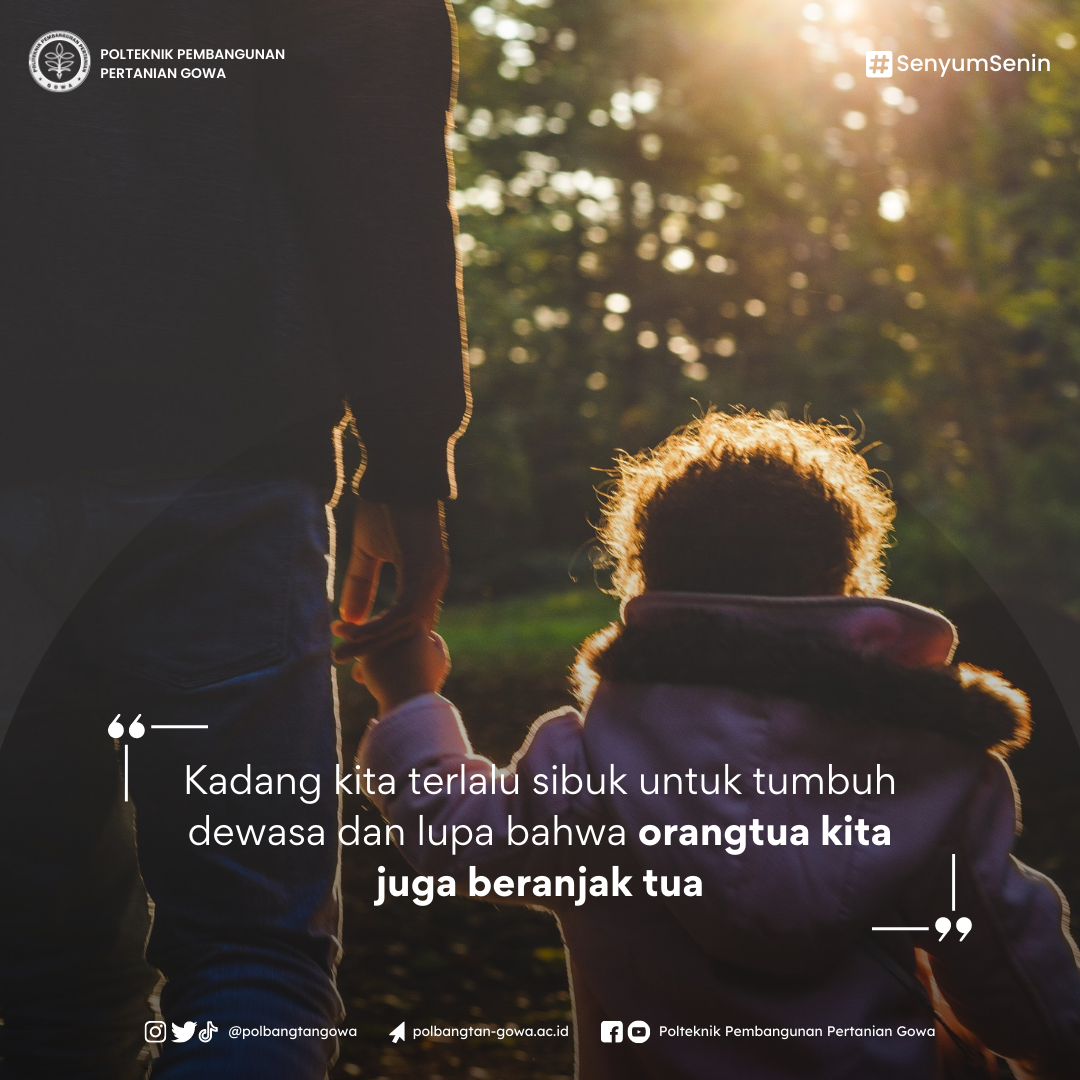 POLTEKNIK PEMBANGUNAN
PERTANIAN GOWA
#SenyumSenin
Kadang kita terlalu sibuk untuk tumbuh
dewasa dan lupa bahwa orangtua kita
juga beranjak tua
@polbangtangowa
polbangtan-gowa.ac.id
Polteknik Pembangunan Pertanian Gowa